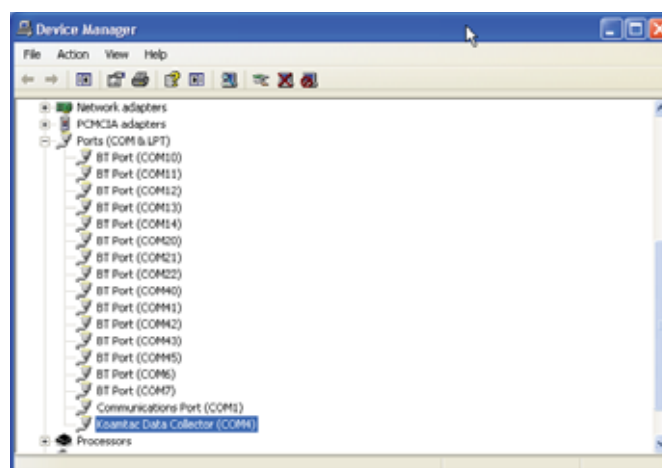 Device Manager
File Action View Help
Network adapters
PCMCIA adapters
Ports (COM & LPT)
BT Port (COM10)
BT Port (COM11)
BT Port (COM12)
BT Port (COM13)
BT Port (COM14)
BT Port (COM20)
BT Port (COM21)
BT Port (COM22)
BT Port (COM40)
BT Port (COM41)
BT Port (COM42)
BT Port (COM43)
BT Port (COM45)
BT Port (COM6)
BT Port (COM7)
Communications Port (COM1)
Koamtac Data Collector (COM4)
Processors